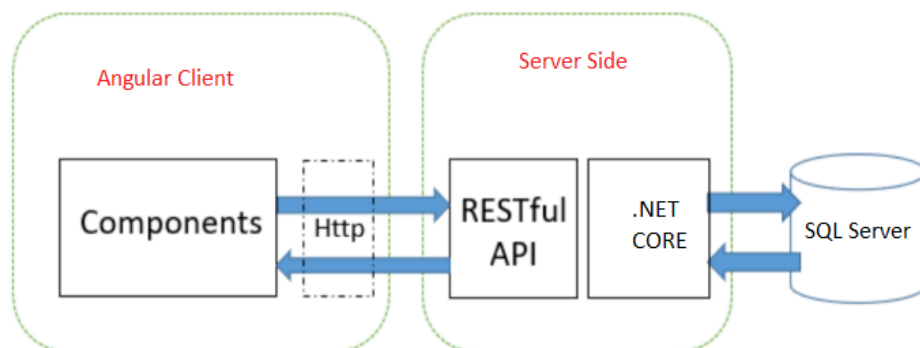 Angular Client
Server Side
Components
Http
RESTful
API
.NET
CORE
SQL Server